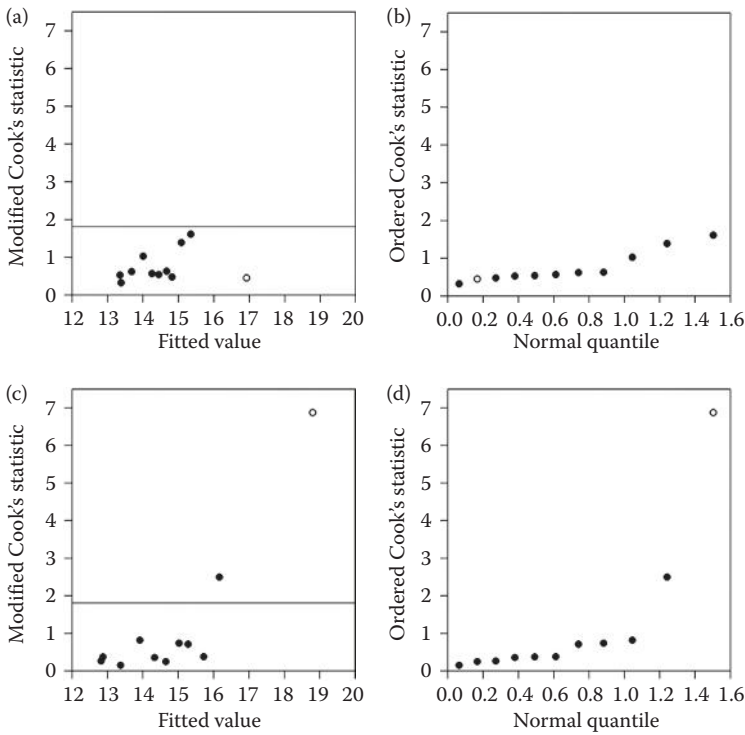 (a)
Modified Cook's statistic
7
6
5
4
3
2
1
0
12 13 14 15 16 17 18 19 20
Fitted value
(b)
Ordered Cook's statistic
7
6
5
4
3
2
1
0
0.0 0.2 0.4 0.6 0.8 1.0 1.2 1.4 1.6
Normal quantile
(c)
Modified Cook's statistic
7
6
5
4
3
2
1
0
12 13 14 15 16 17 18 19 20
Fitted value
(d)
Ordered Cook's statistic
7
6
5
4
3
2
1
0
0.0 0.2 0.4 0.6 0.8 1.0 1.2 1.4 1.6
Normal quantile